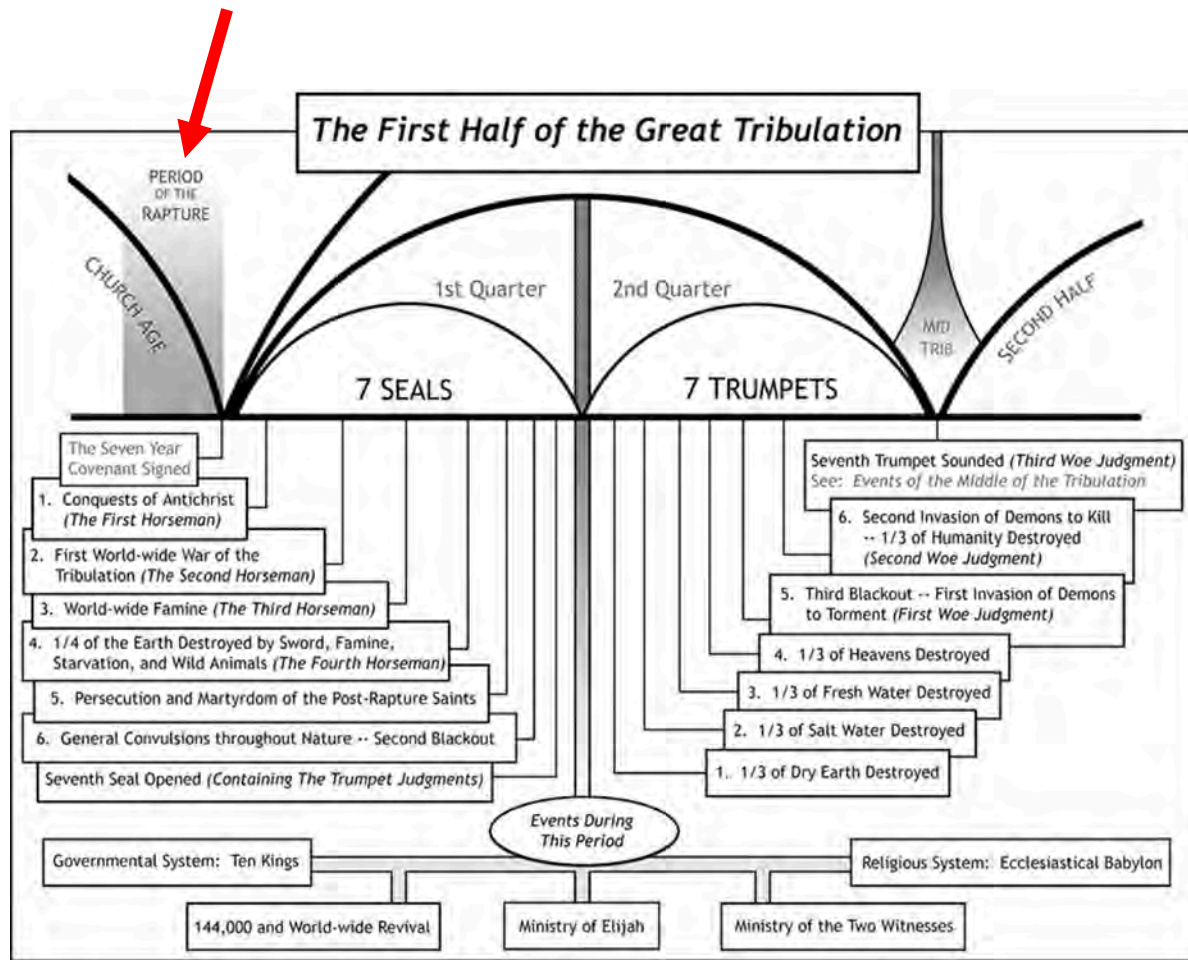 The First Half of the Great Tribulation
PERIOD
OF THE
RAPTURE
CHURCH AGE
1st Quarter
2nd Quarter
MID
TRIB.
SECOND HALF
7 SEALS
7 TRUMPETS
The Seven Year
Covenant Signed
1. Conquests of Antichrist
(The First Horseman)
2. First World-wide War of the
Tribulation (The Second Horseman)
3. World-wide Famine (The Third Horseman)
4. 1/4 of the Earth Destroyed by Sword, Famine,
Starvation, and Wild Animals (The Fourth Horseman)
5. Persecution and Martyrdom of the Post-Rapture Saints
6. General Convulsions throughout Nature -- Second Blackout
Seventh Seal Opened (Containing The Trumpet Judgments)
Seventh Trumpet Sounded (Third Woe Judgment)
See: Events of the Middle of the Tribulation
6. Second Invasion of Demons to Kill
-- 1/3 of Humanity Destroyed
(Second Woe Judgment)
5. Third Blackout -- First Invasion of Demons
to Torment (First Woe Judgment)
4. 1/3 of Heavens Destroyed
3. 1/3 of Fresh Water Destroyed
2. 1/3 of Salt Water Destroyed
1. 1/3 of Dry Earth Destroyed
Events During
This Period
Governmental System: Ten Kings
Religious System: Ecclesiastical Babylon
144,000 and World-wide Revival
Ministry of Elijah
Ministry of the Two Witnesses